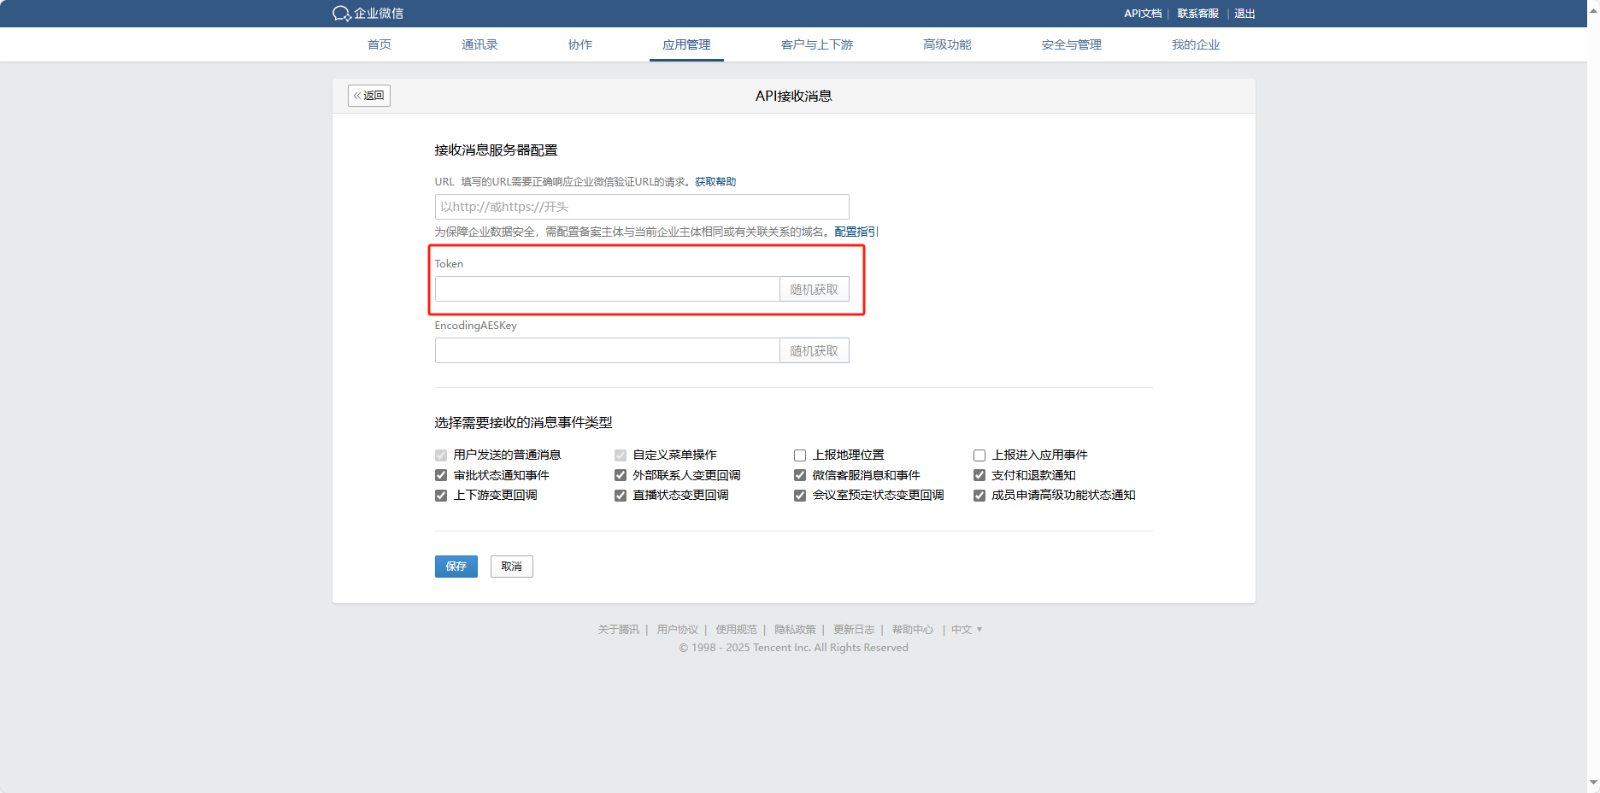 企业微信
API文档 | 联系客服 | 退出
首页 通讯录 协作 应用管理 客户与上下游 高级功能 安全与管理 我的企业
«返回
API接收消息
接收消息服务器配置
URL 填写的URL需要正确响应企业微信验证URL的请求。获取帮助
以http://或https://开头
为保障企业数据安全，需配置备案主体与当前企业主体相同或有关联关系的域名。配置指引
Token
随机获取
EncodingAESKey
随机获取
选择需要接收的消息事件类型
用户发送的普通消息 自定义菜单操作 上报地理位置 上报进入应用事件
审批状态通知事件 外部联系人变更回调 微信客服消息和事件 支付和退款通知
上下游变更回调 直播状态变更回调 会议室预定状态变更回调 成员申请高级功能状态通知
保存 取消
关于腾讯 | 用户协议 | 使用规范 | 隐私政策 | 更新日志 | 帮助中心 | 中文
© 1998 - 2025 Tencent Inc. All Rights Reserved